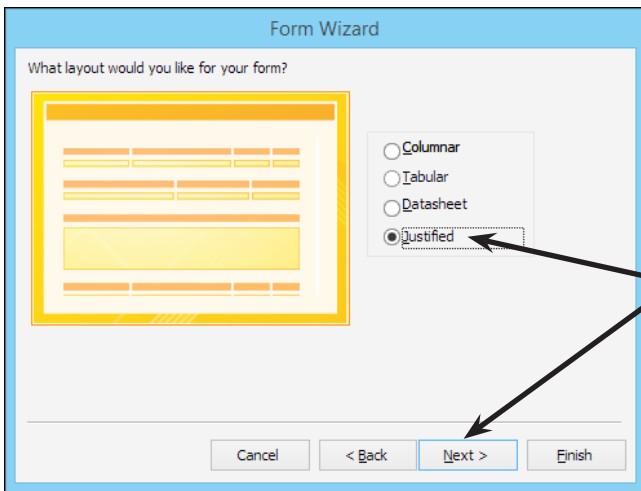 Form Wizard
What layout would you like for your form?
Columnar
Tabular
Datasheet
Justified
Cancel
< Back
Next >
Finish